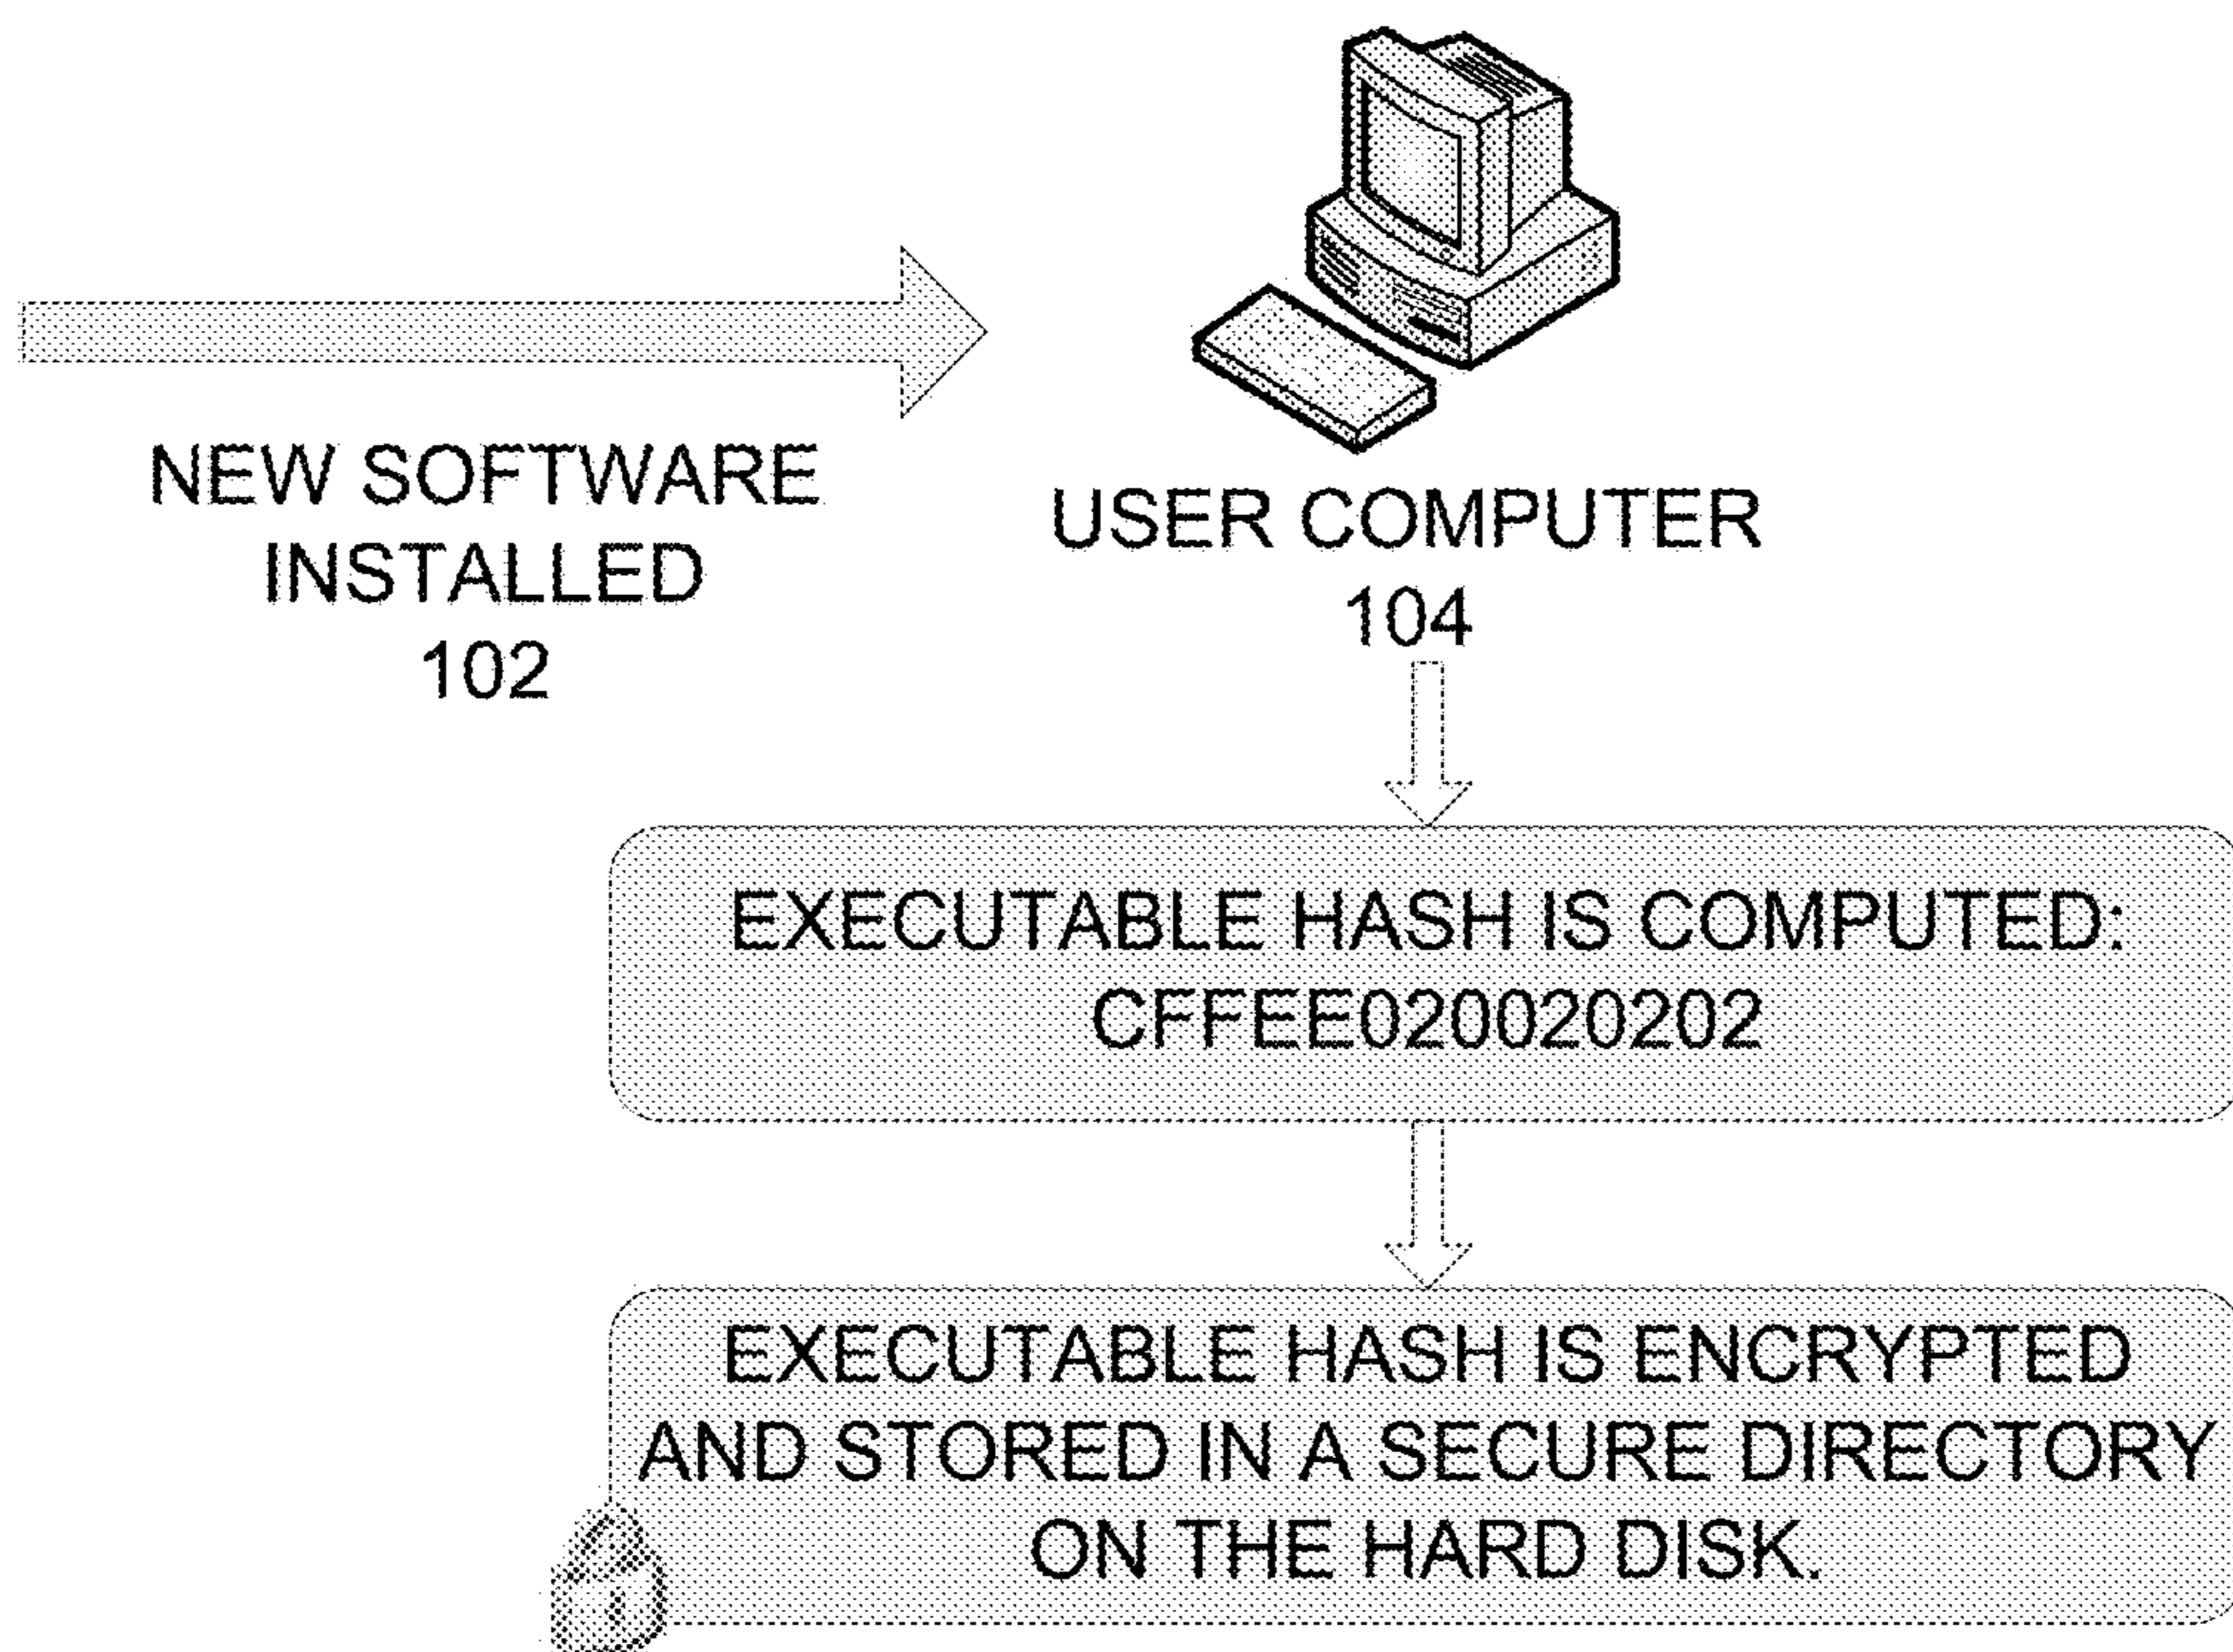 NEW SOFTWARE
INSTALLED
102
USER COMPUTER
104
EXECUTABLE HASH IS COMPUTED:
CFFEE020020202
EXECUTABLE HASH IS ENCRYPTED
AND STORED IN A SECURE DIRECTORY
ON THE HARD DISK.